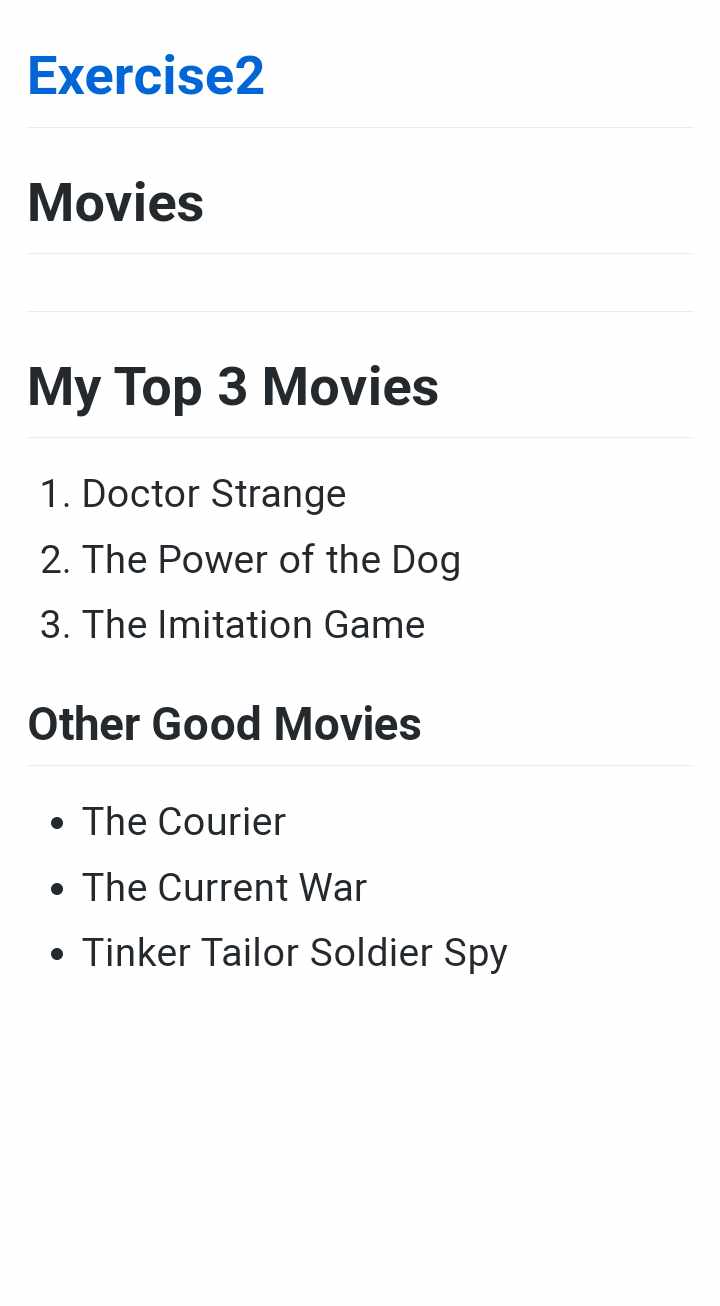 Exercise2
Movies
My Top 3 Movies
1. Doctor Strange
2. The Power of the Dog
3. The Imitation Game
Other Good Movies
• The Courier
• The Current War
• Tinker Tailor Soldier Spy